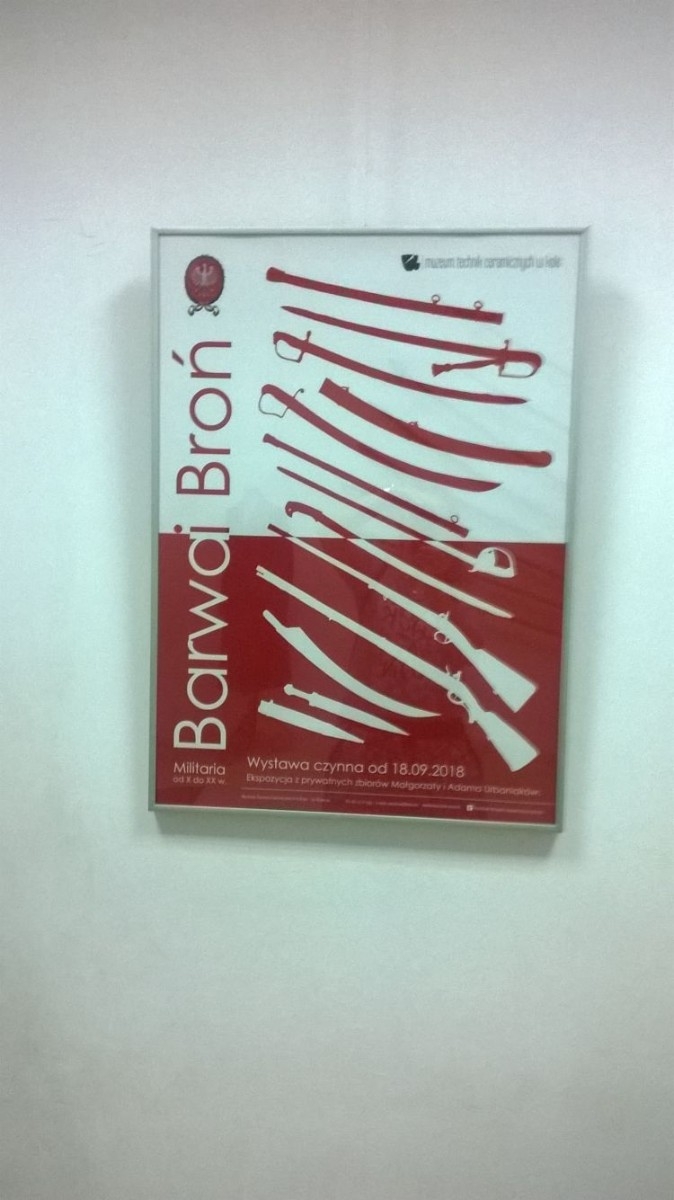 muzeum technik ceramicznych w kole
Barwa i Broń
Militaria
od X do XX w.
Wystawa czynna od 18.09.2018
Ekspozycja z prywatnych zbiorów Małgorzaty i Adama Urbaniaków.